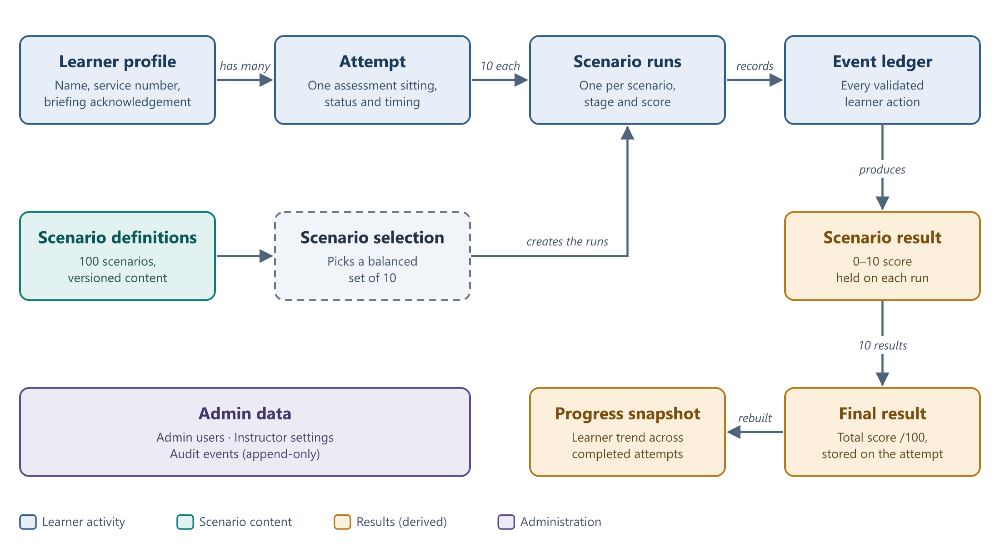 Learner profile
Name, service number,
briefing acknowledgement
has many
Attempt
One assessment sitting,
status and timing
10 each
Scenario runs
One per scenario,
stage and score
records
Event ledger
Every validated
learner action
produces
Scenario definitions
100 scenarios,
versioned content
Scenario selection
Picks a balanced
set of 10
creates the runs
Scenario result
0–10 score
held on each run
10 results
Admin data
Admin users · Instructor settings
Audit events (append-only)
Progress snapshot
Learner trend across
completed attempts
rebuilt
Final result
Total score /100,
stored on the attempt
Learner activity
Scenario content
Results (derived)
Administration